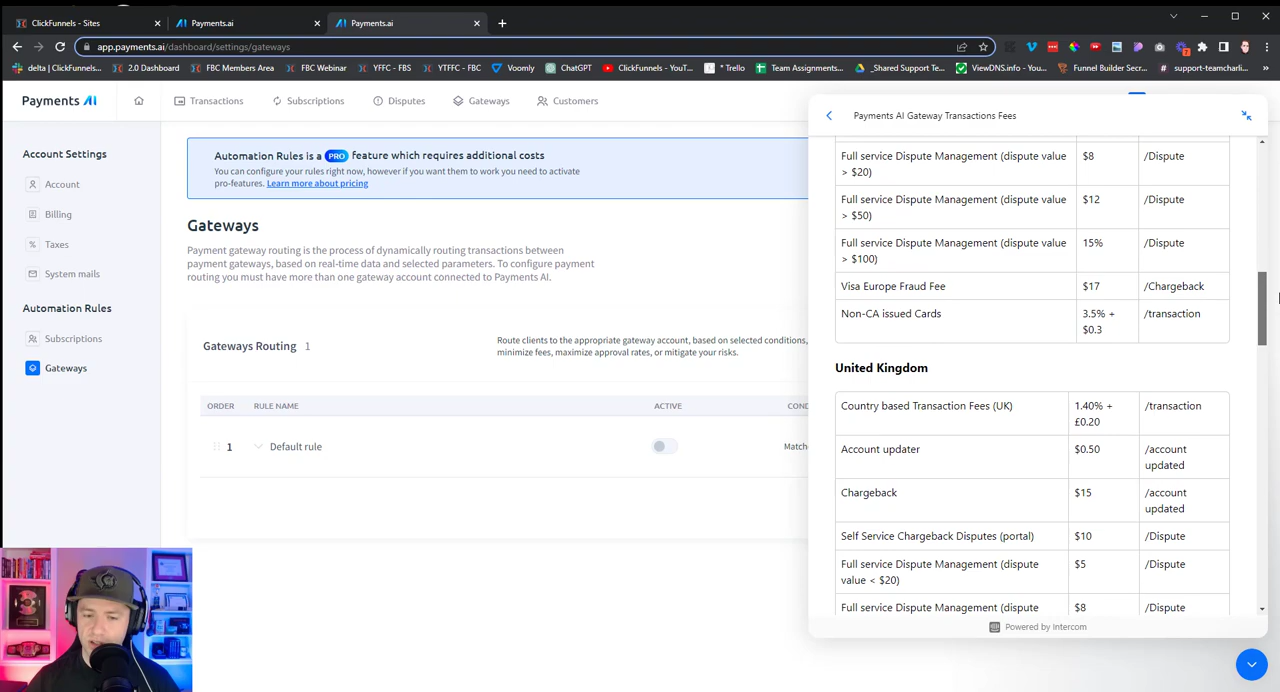 ClickFunnels - Sites
Payments.ai
Payments.ai
app.payments.ai/dashboard/settings/gateways
delta | ClickFunnels...
2.0 Dashboard
FBC Members Area
FBC Webinar
YFFC - FBS
YTFFC - FBC
Voomly
ChatGPT
ClickFunnels - YouT...
* Trello
Team Assignments...
_Shared Support Te...
ViewDNS.info - You...
Funnel Builder Secr...
support-teamcharli...
Payments AI
Transactions
Subscriptions
Disputes
Gateways
Customers
Account Settings
Account
Billing
Taxes
System mails
Automation Rules
Subscriptions
Gateways
Automation Rules is a PRO feature which requires additional costs
You can configure your rules right now, however if you want them to work you need to activate
pro-features. Learn more about pricing
Gateways
Payment gateway routing is the process of dynamically routing transactions between
payment gateways, based on real-time data and selected parameters. To configure payment
routing you must have more than one gateway account connected to Payments AI.
Gateways Routing 1
Route clients to the appropriate gateway account, based on selected conditions,
minimize fees, maximize approval rates, or mitigate your risks.
ORDER RULE NAME ACTIVE COND
1 Default rule Match
Payments AI Gateway Transactions Fees
Full service Dispute Management (dispute value
> $20)
$8
/Dispute
Full service Dispute Management (dispute value
> $50)
$12
/Dispute
Full service Dispute Management (dispute value
> $100)
15%
/Dispute
Visa Europe Fraud Fee
$17
/Chargeback
Non-CA issued Cards
3.5% +
$0.3
/transaction
United Kingdom
Country based Transaction Fees (UK)
1.40% +
£0.20
/transaction
Account updater
$0.50
/account
updated
Chargeback
$15
/account
updated
Self Service Chargeback Disputes (portal)
$10
/Dispute
Full service Dispute Management (dispute
value < $20)
$5
/Dispute
Full service Dispute Management (dispute
$8
/Dispute
Powered by Intercom